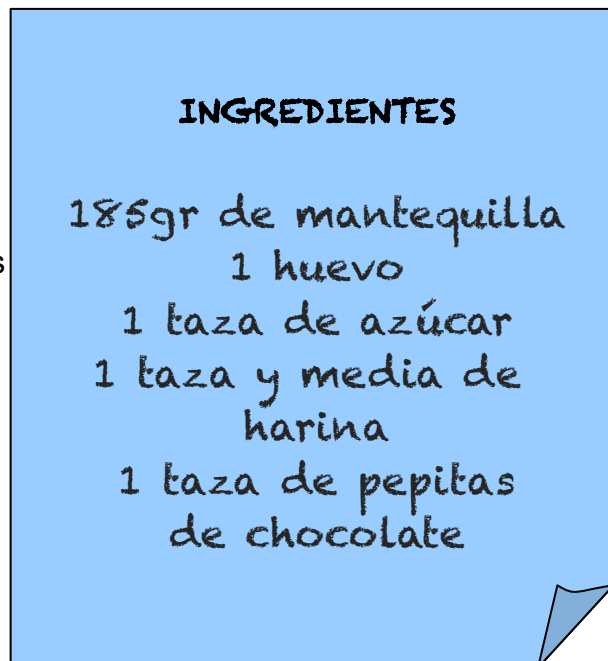 INGREDIENTES
185gr de mantequilla
s
1 huevo
1 taza de azúcar
1 taza y media de
harina
1 taza de pepitas
de chocolate